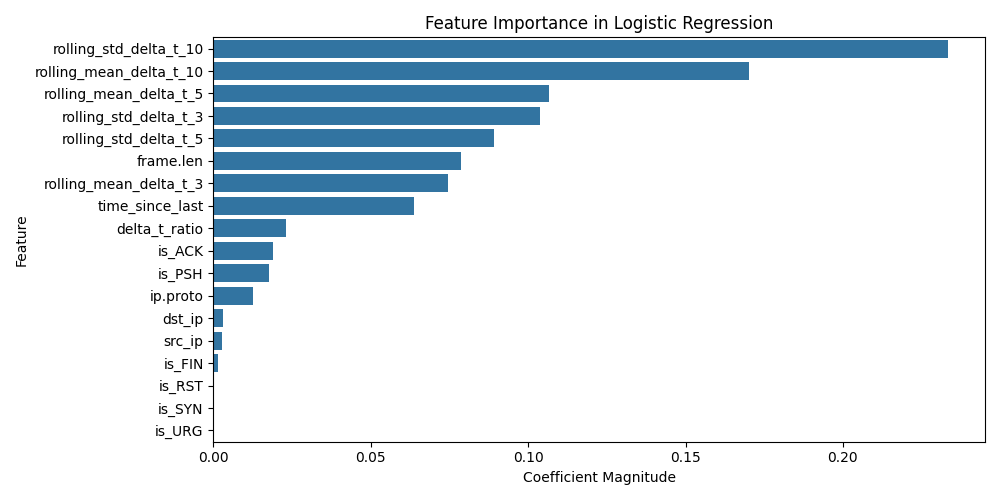 Feature Importance in Logistic Regression
rolling_std_delta_t_10
rolling_mean_delta_t_10
rolling_mean_delta_t_5
rolling_std_delta_t_3
rolling_std_delta_t_5
frame.len
rolling_mean_delta_t_3
time_since_last
delta_t_ratio
is_ACK
is_PSH
ip.proto
dst_ip
src_ip
is_FIN
is_RST
is_SYN
is_URG
Feature
0.00 0.05 0.10 0.15 0.20
Coefficient Magnitude